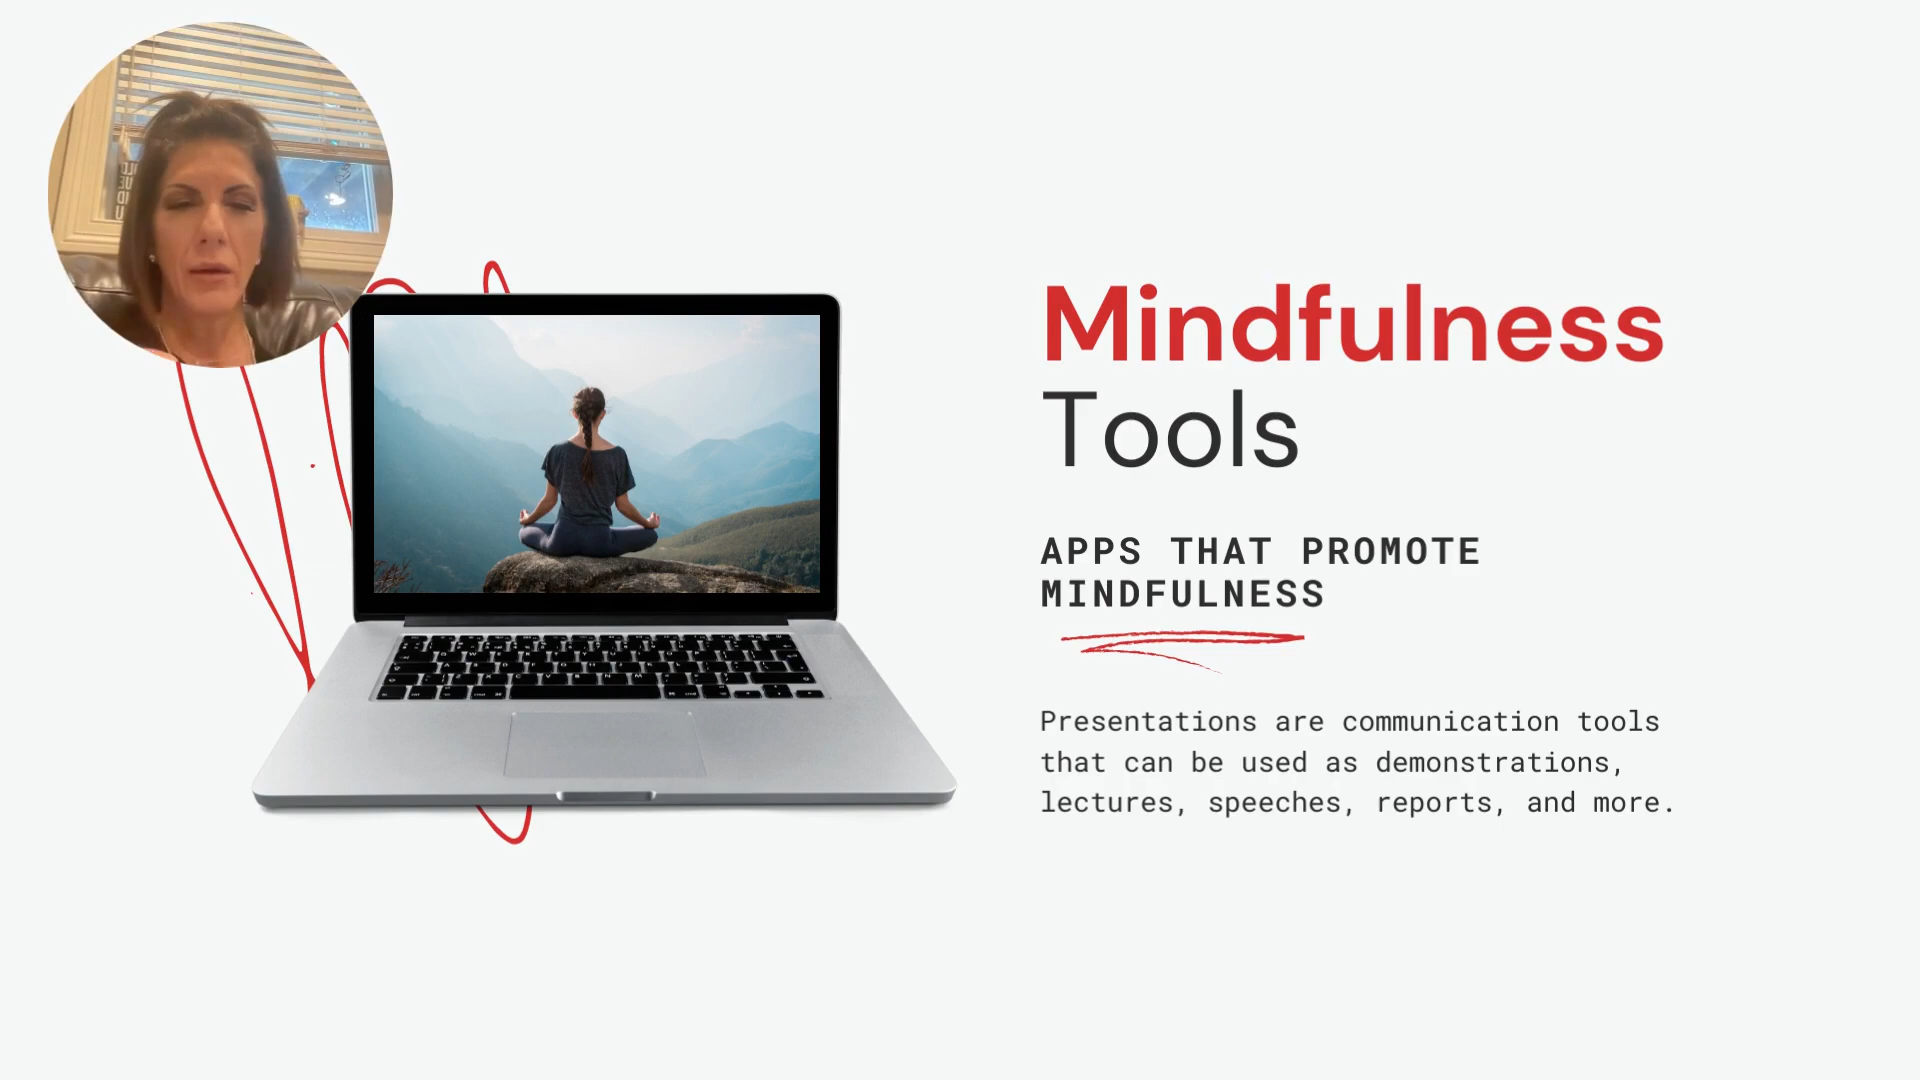 Mindfulness
Tools
APPS THAT PROMOTE
MINDFULNESS
Presentations are communication tools
that can be used as demonstrations,
lectures, speeches, reports, and more.